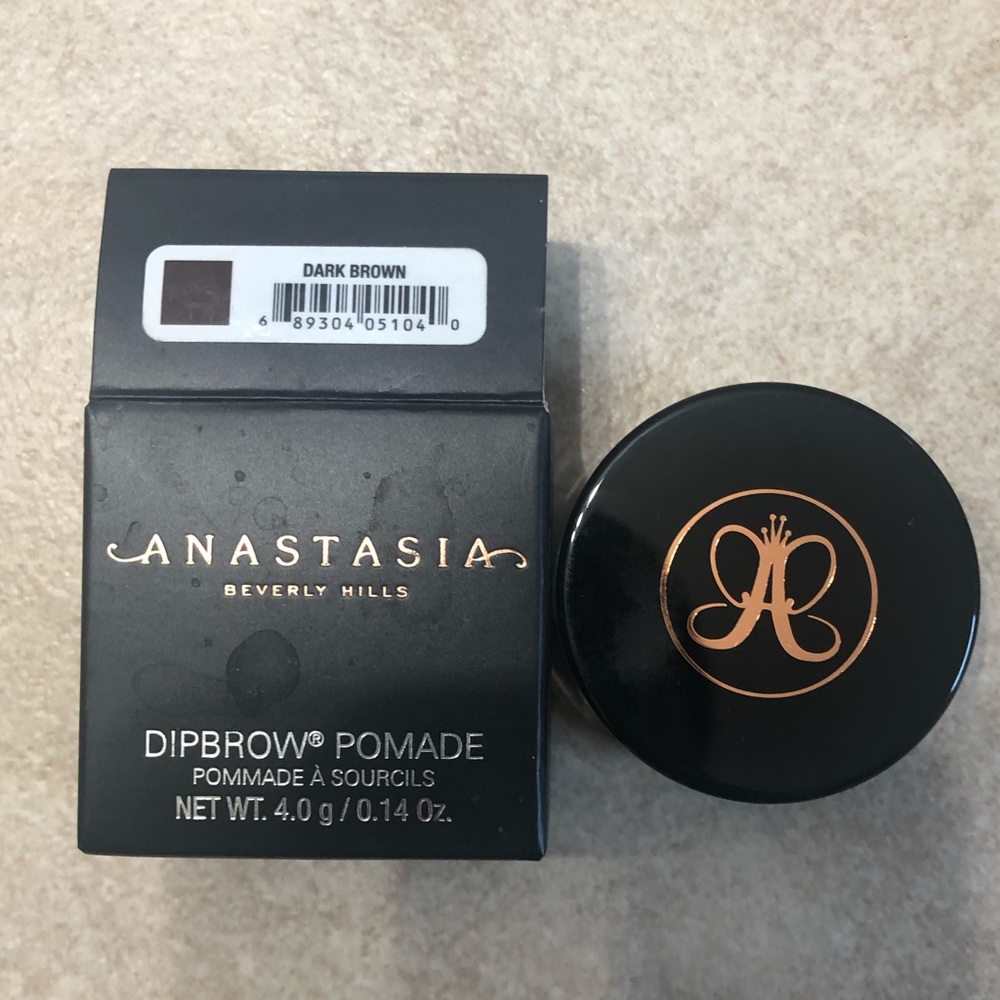 DARK BROWN
6 89304 05104 0
ANASTASIA
BEVERLY HILLS
DIPBROW® POMADE
POMMADE À SOURCILS
NET WT. 4.0 g / 0.14 Oz.
A